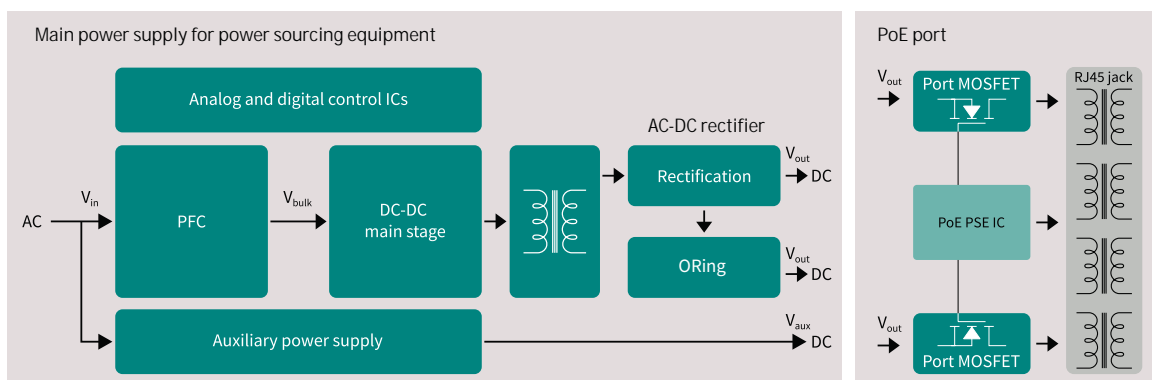 Main power supply for power sourcing equipment
Analog and digital control ICs
AC-DC rectifier
AC
Vin
PFC
Vbulk
DC-DC
main stage
Rectification
Vout
DC
ORing
Vout
DC
Auxiliary power supply
Vaux
DC
PoE port
Vout
Port MOSFET
RJ45 jack
PoE PSE IC
Vout
Port MOSFET